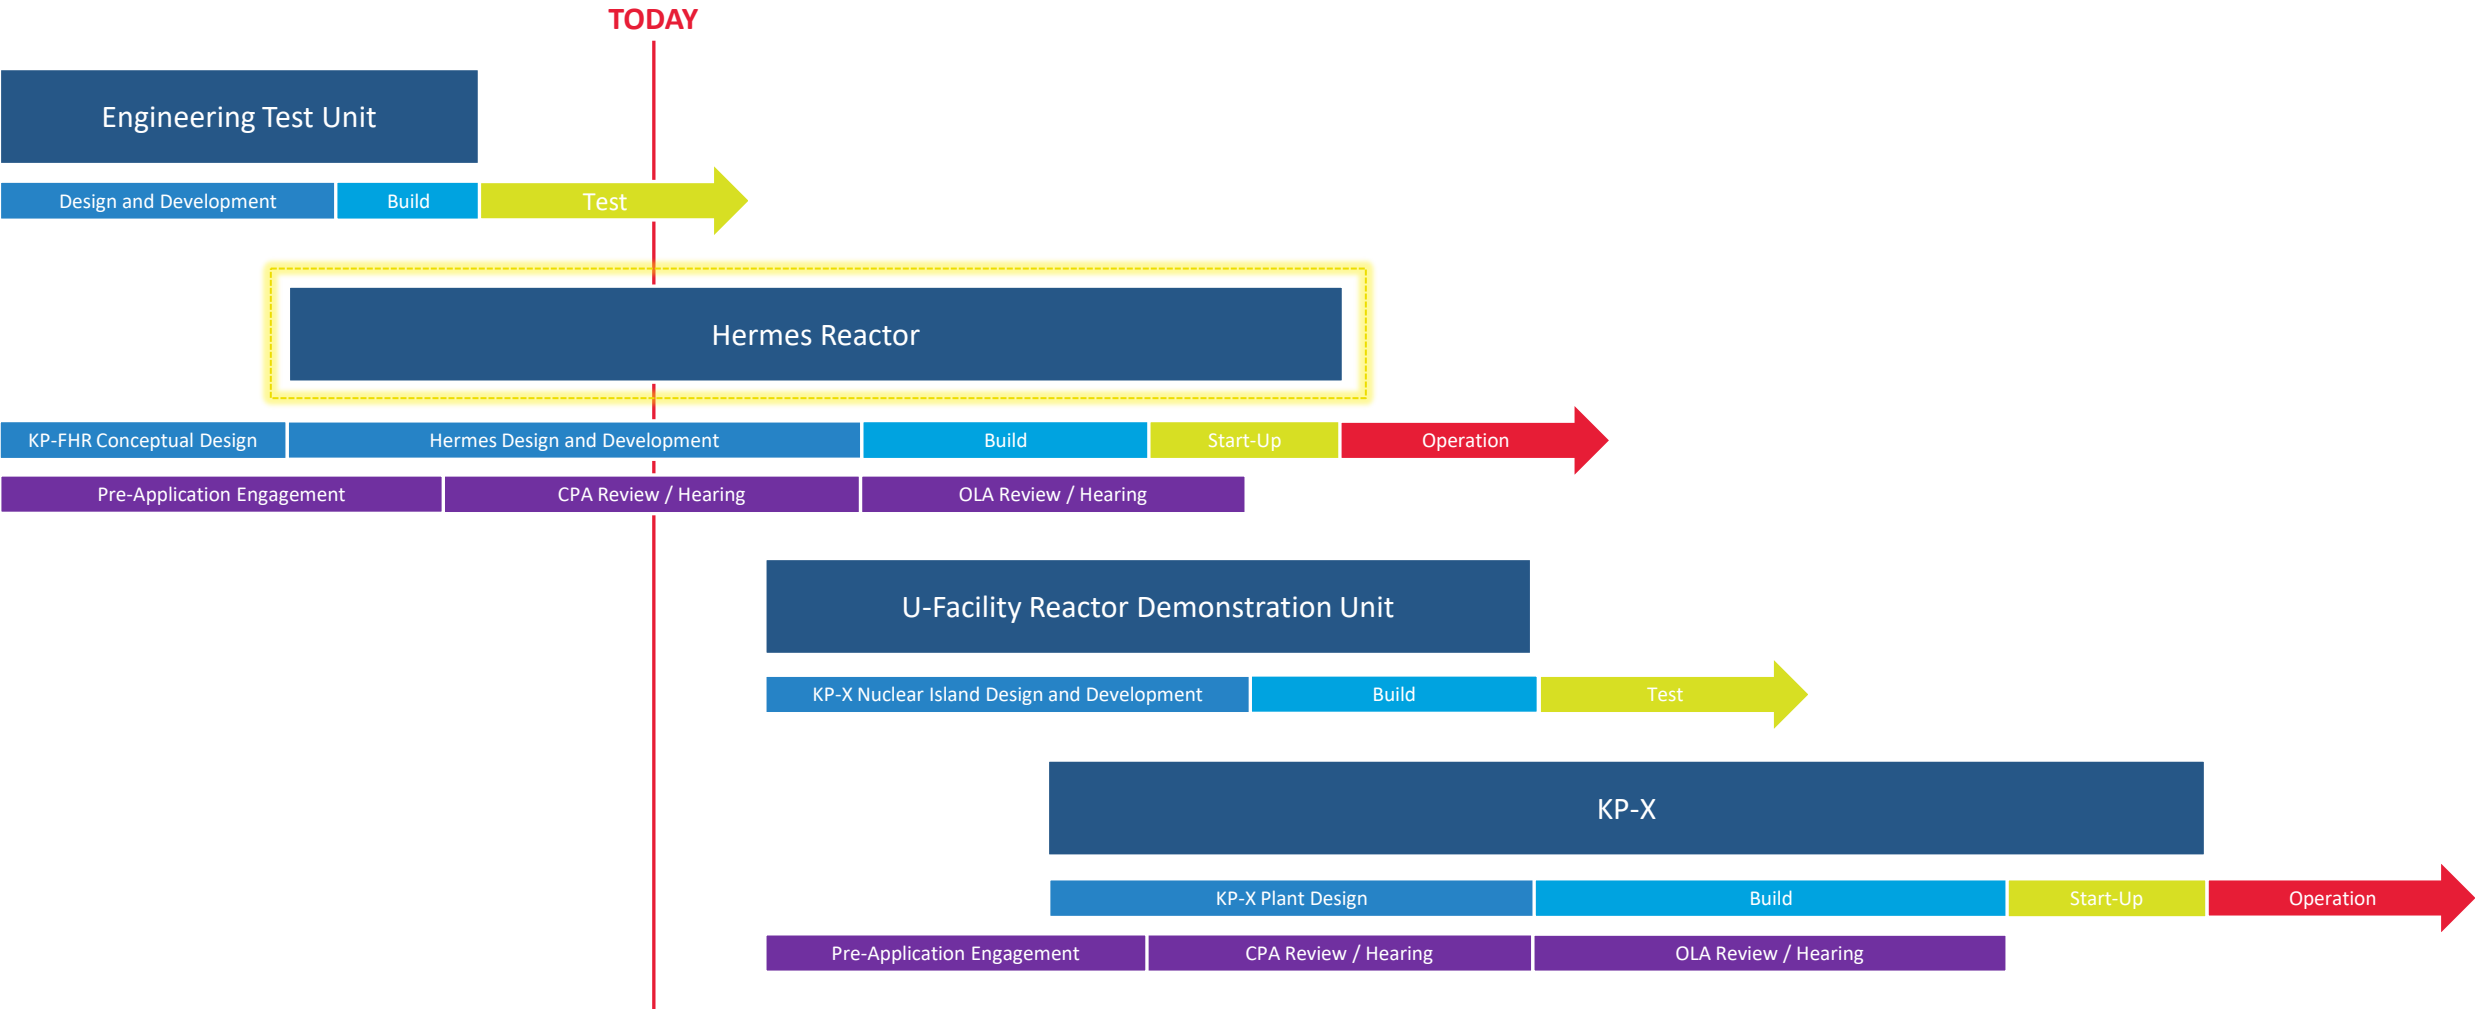 TODAY
Engineering Test Unit
Design and Development
Build
Test
Hermes Reactor
KP-FHR Conceptual Design
Hermes Design and Development
Build
Start-Up
Operation
Pre-Application Engagement
CPA Review / Hearing
OLA Review / Hearing
U-Facility Reactor Demonstration Unit
KP-X Nuclear Island Design and Development
Build
Test
KP-X
KP-X Plant Design
Build
Start-Up
Operation
Pre-Application Engagement
CPA Review / Hearing
OLA Review / Hearing